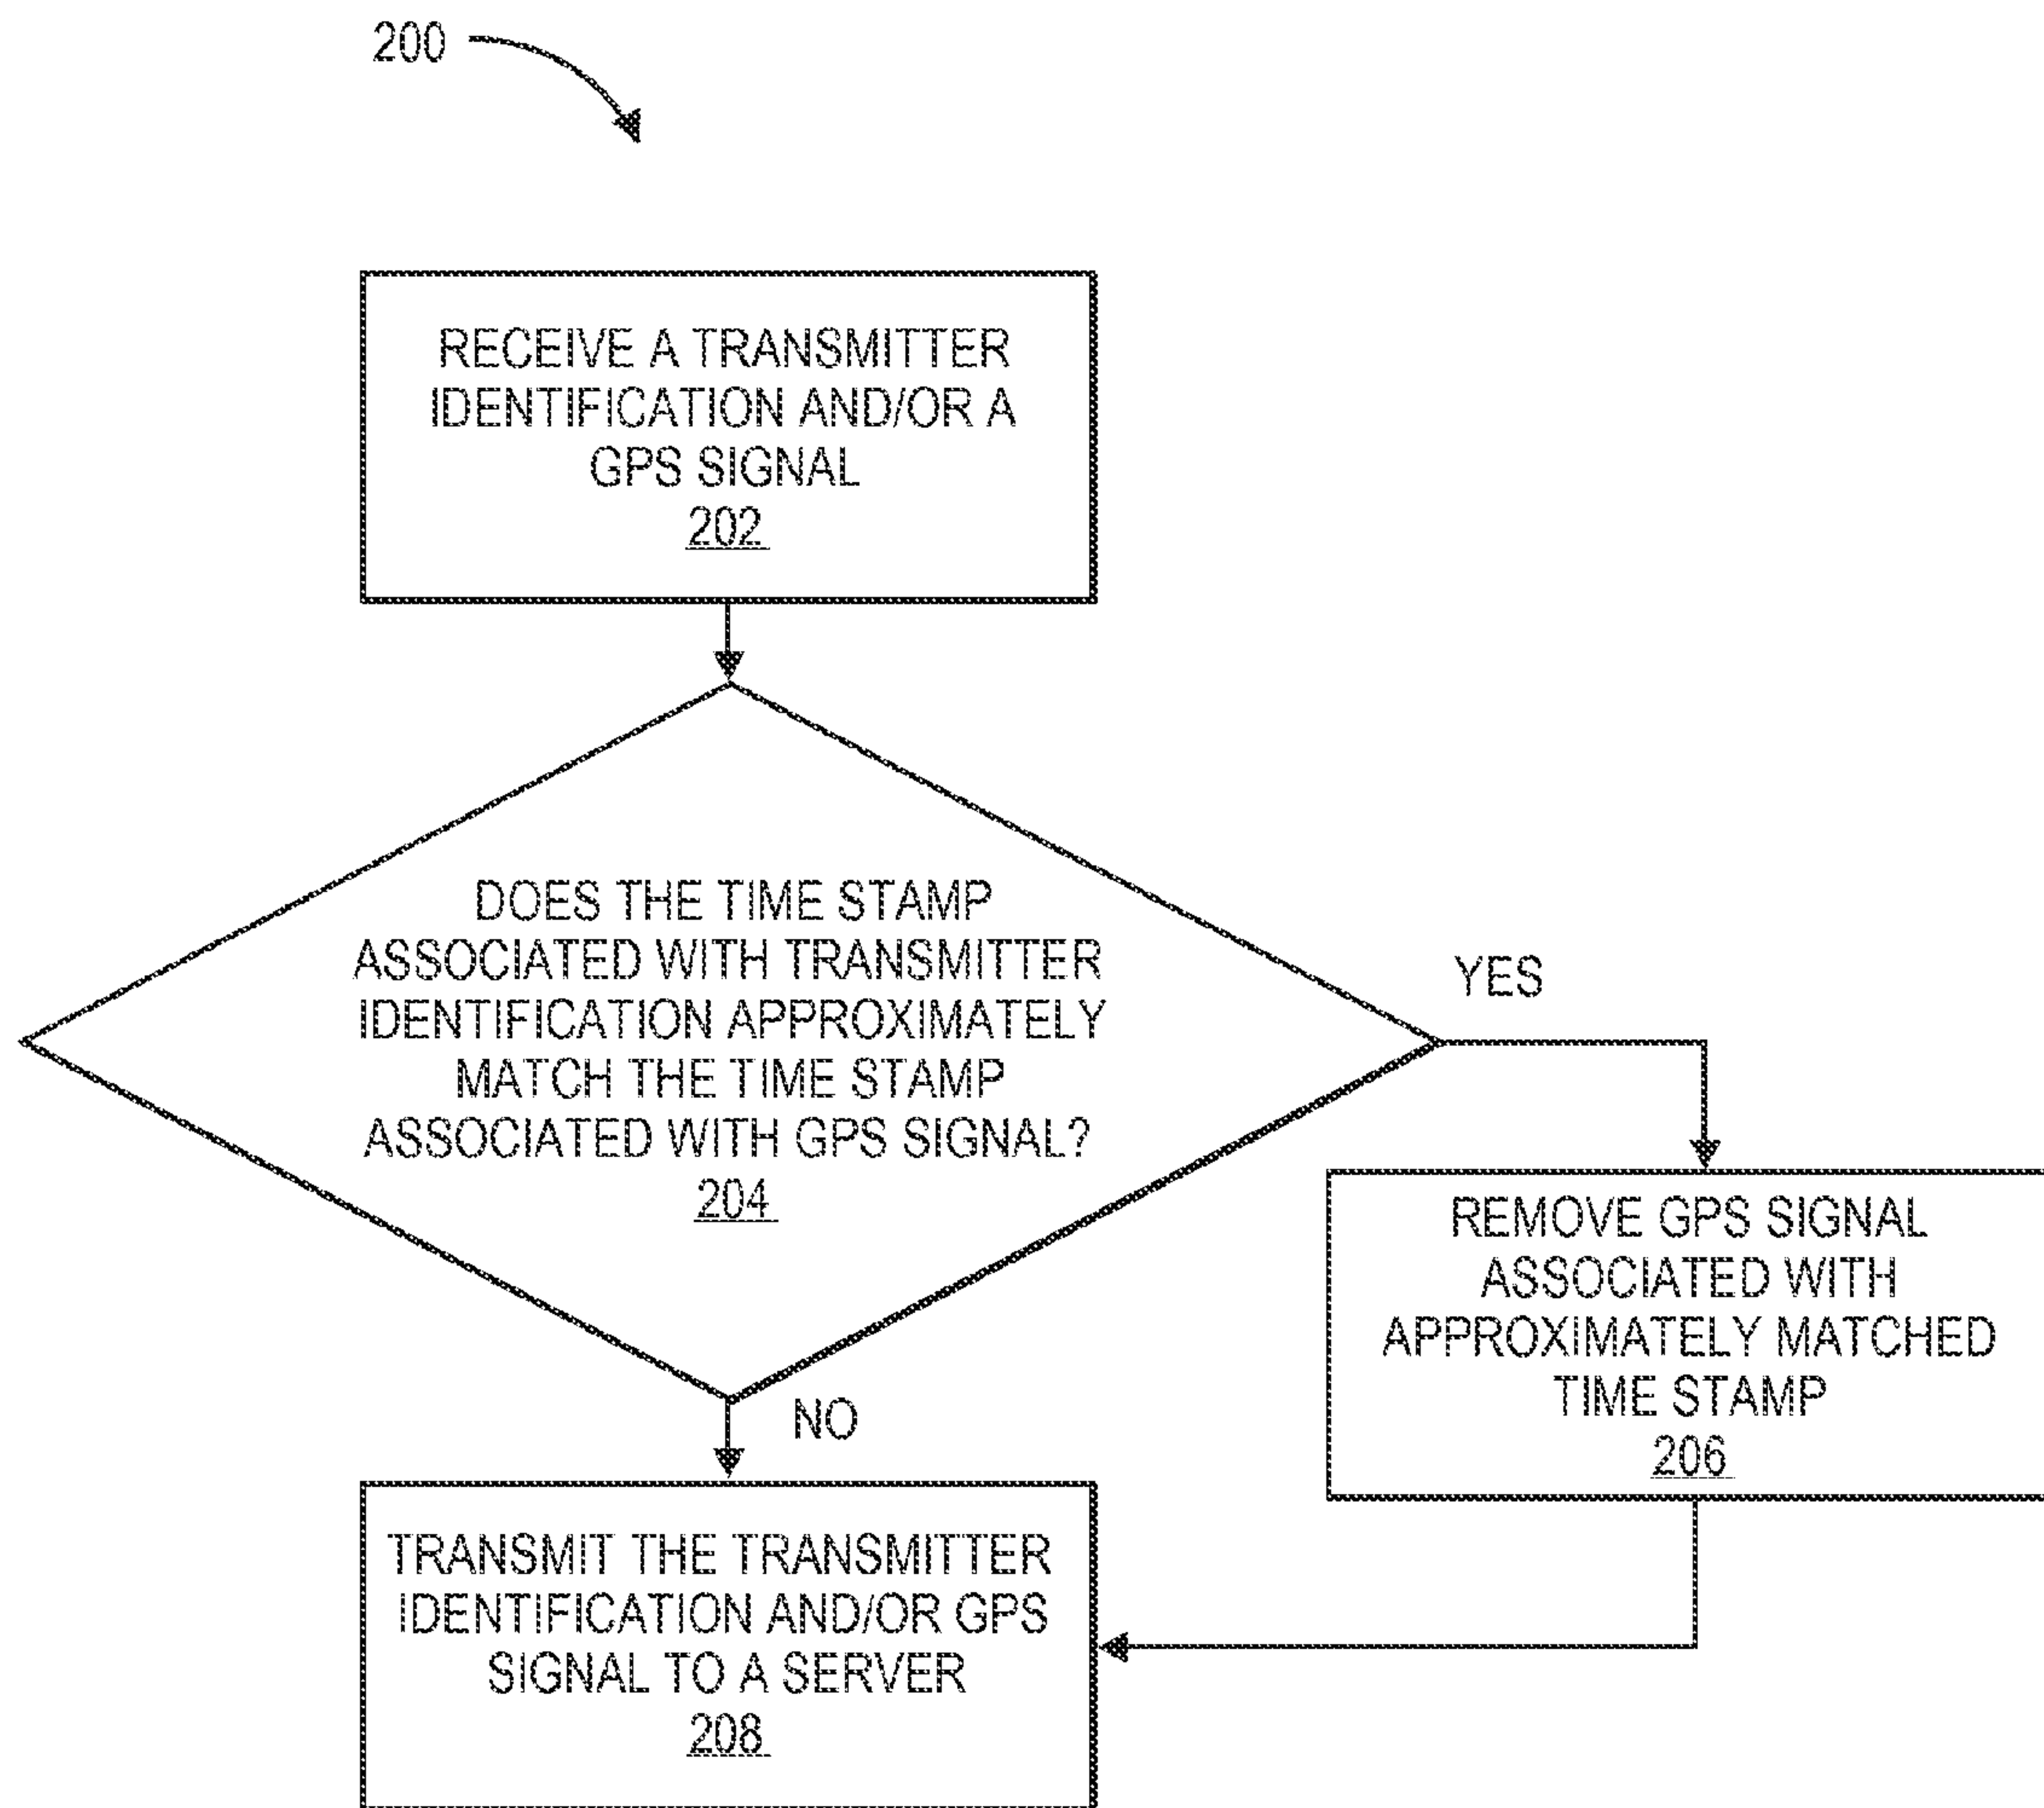 200
RECEIVE A TRANSMITTER
IDENTIFICATION AND/OR A
GPS SIGNAL
202
DOES THE TIME STAMP
ASSOCIATED WITH TRANSMITTER
IDENTIFICATION APPROXIMATELY
MATCH THE TIME STAMP
ASSOCIATED WITH GPS SIGNAL?
204
YES
REMOVE GPS SIGNAL
ASSOCIATED WITH
APPROXIMATELY MATCHED
TIME STAMP
206
NO
TRANSMIT THE TRANSMITTER
IDENTIFICATION AND/OR GPS
SIGNAL TO A SERVER
208